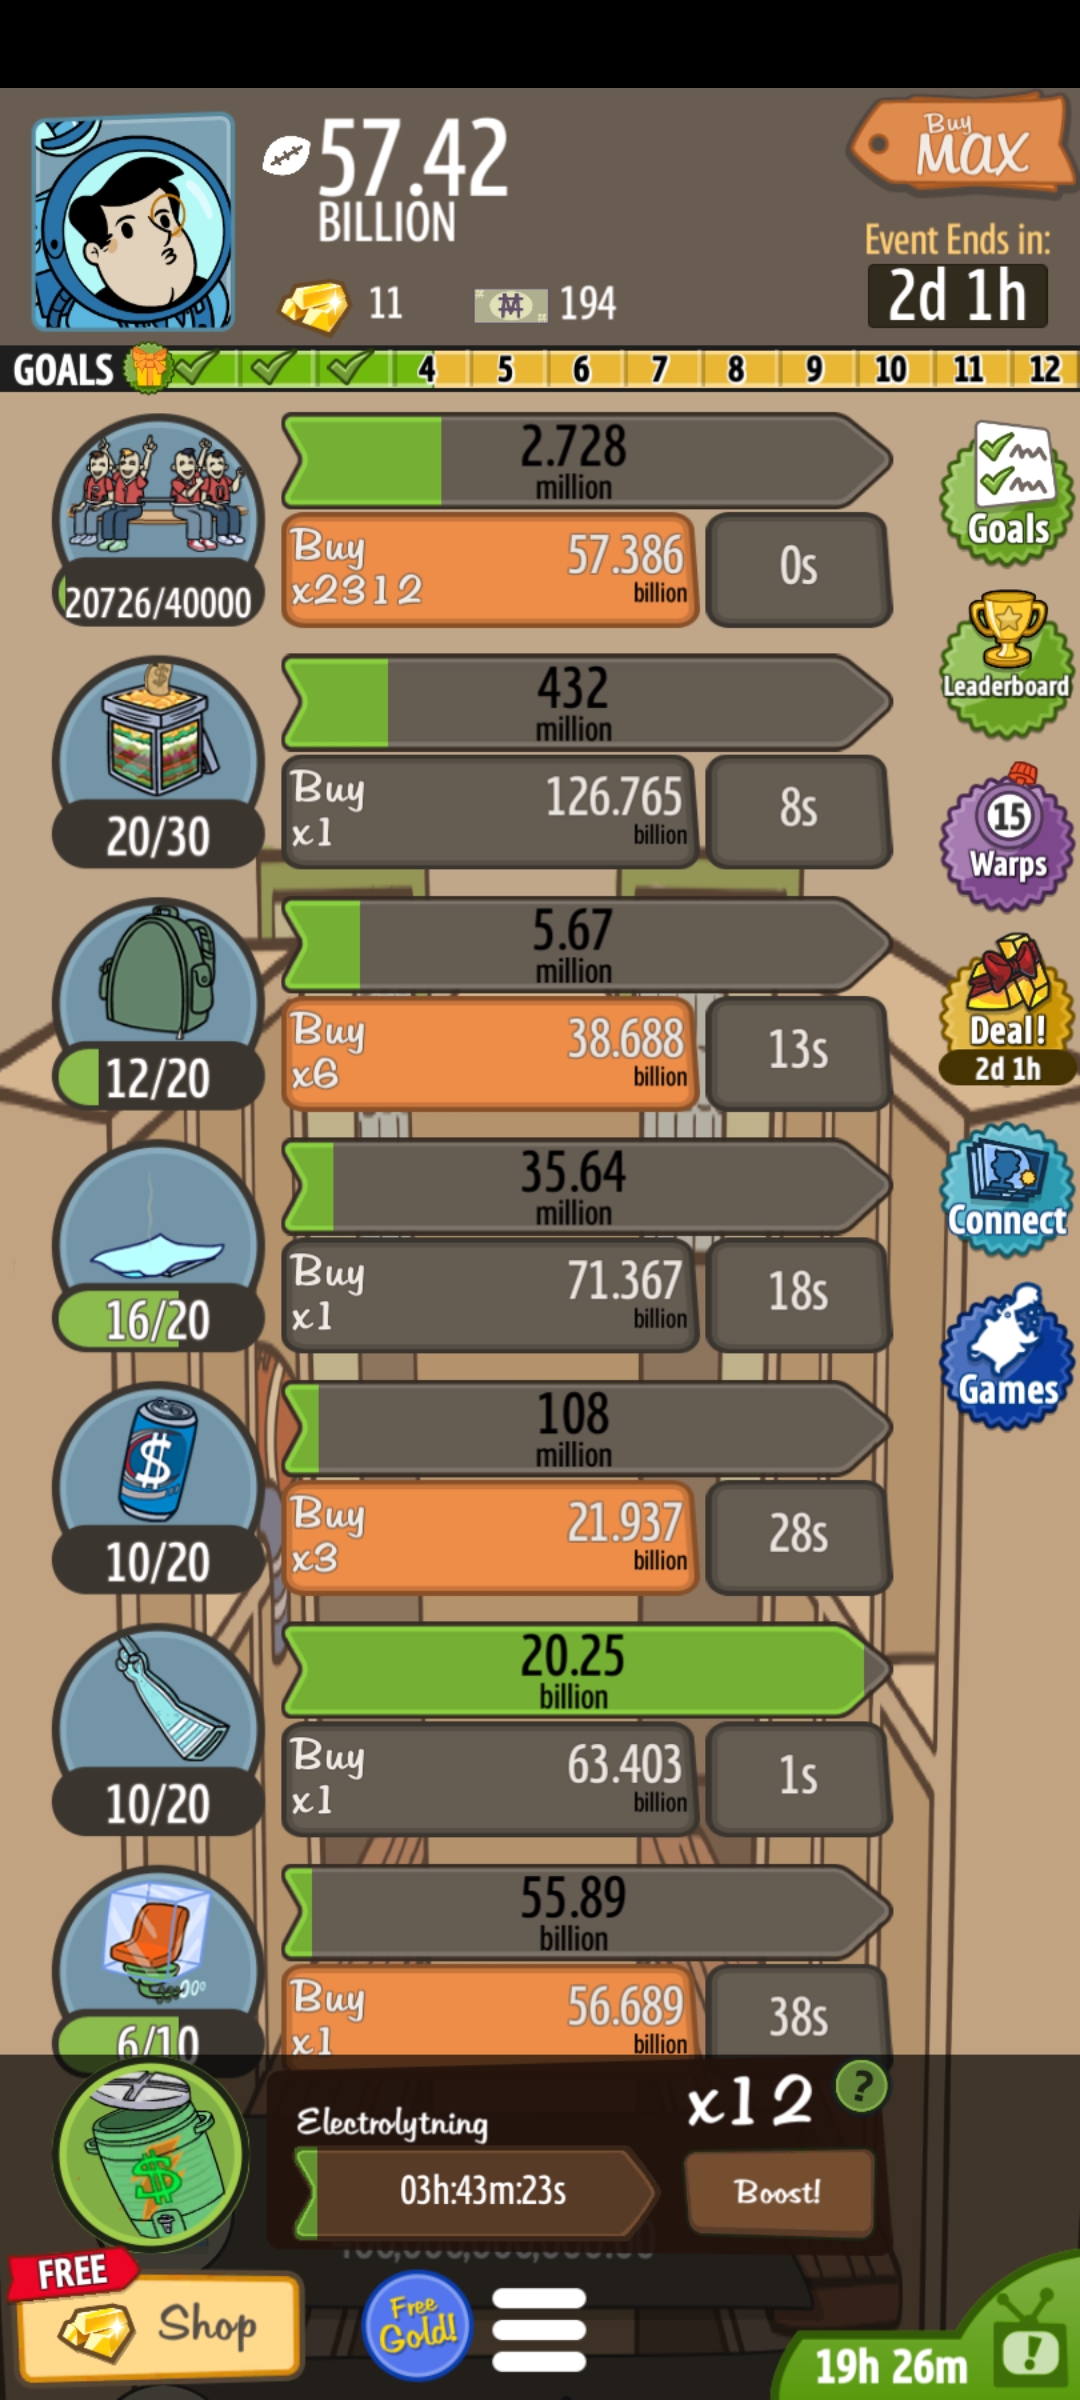 57.42
BILLION
Buy
MAX
Event Ends in:
2d 1h
11
194
GOALS 4 5 6 7 8 9 10 11 12
2.728
million
Buy
x2312
57.386
billion
0s
20726/40000
Goals
432
million
Buy
x1
126.765
billion
8s
20/30
Leaderboard
5.67
million
Buy
x6
38.688
billion
13s
12/20
15
Warps
Deal!
2d 1h
35.64
million
Buy
x1
71.367
billion
18s
16/20
Connect
108
million
Buy
x3
21.937
billion
28s
10/20
Games
20.25
billion
Buy
x1
63.403
billion
1s
10/20
55.89
billion
Buy
x1
56.689
billion
38s
6/10
Electrolytning
x12
?
03h:43m:23s
Boost!
FREE
Shop
Free
Gold!
19h 26m
!